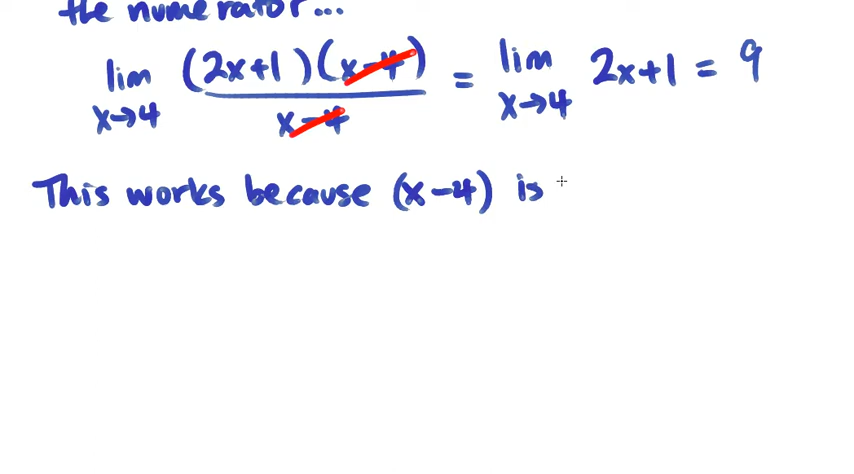 the numerator...
lim x→4 (2x+1)(x-4) / x-4 = lim x→4 2x+1 = 9
This works because (x-4) is